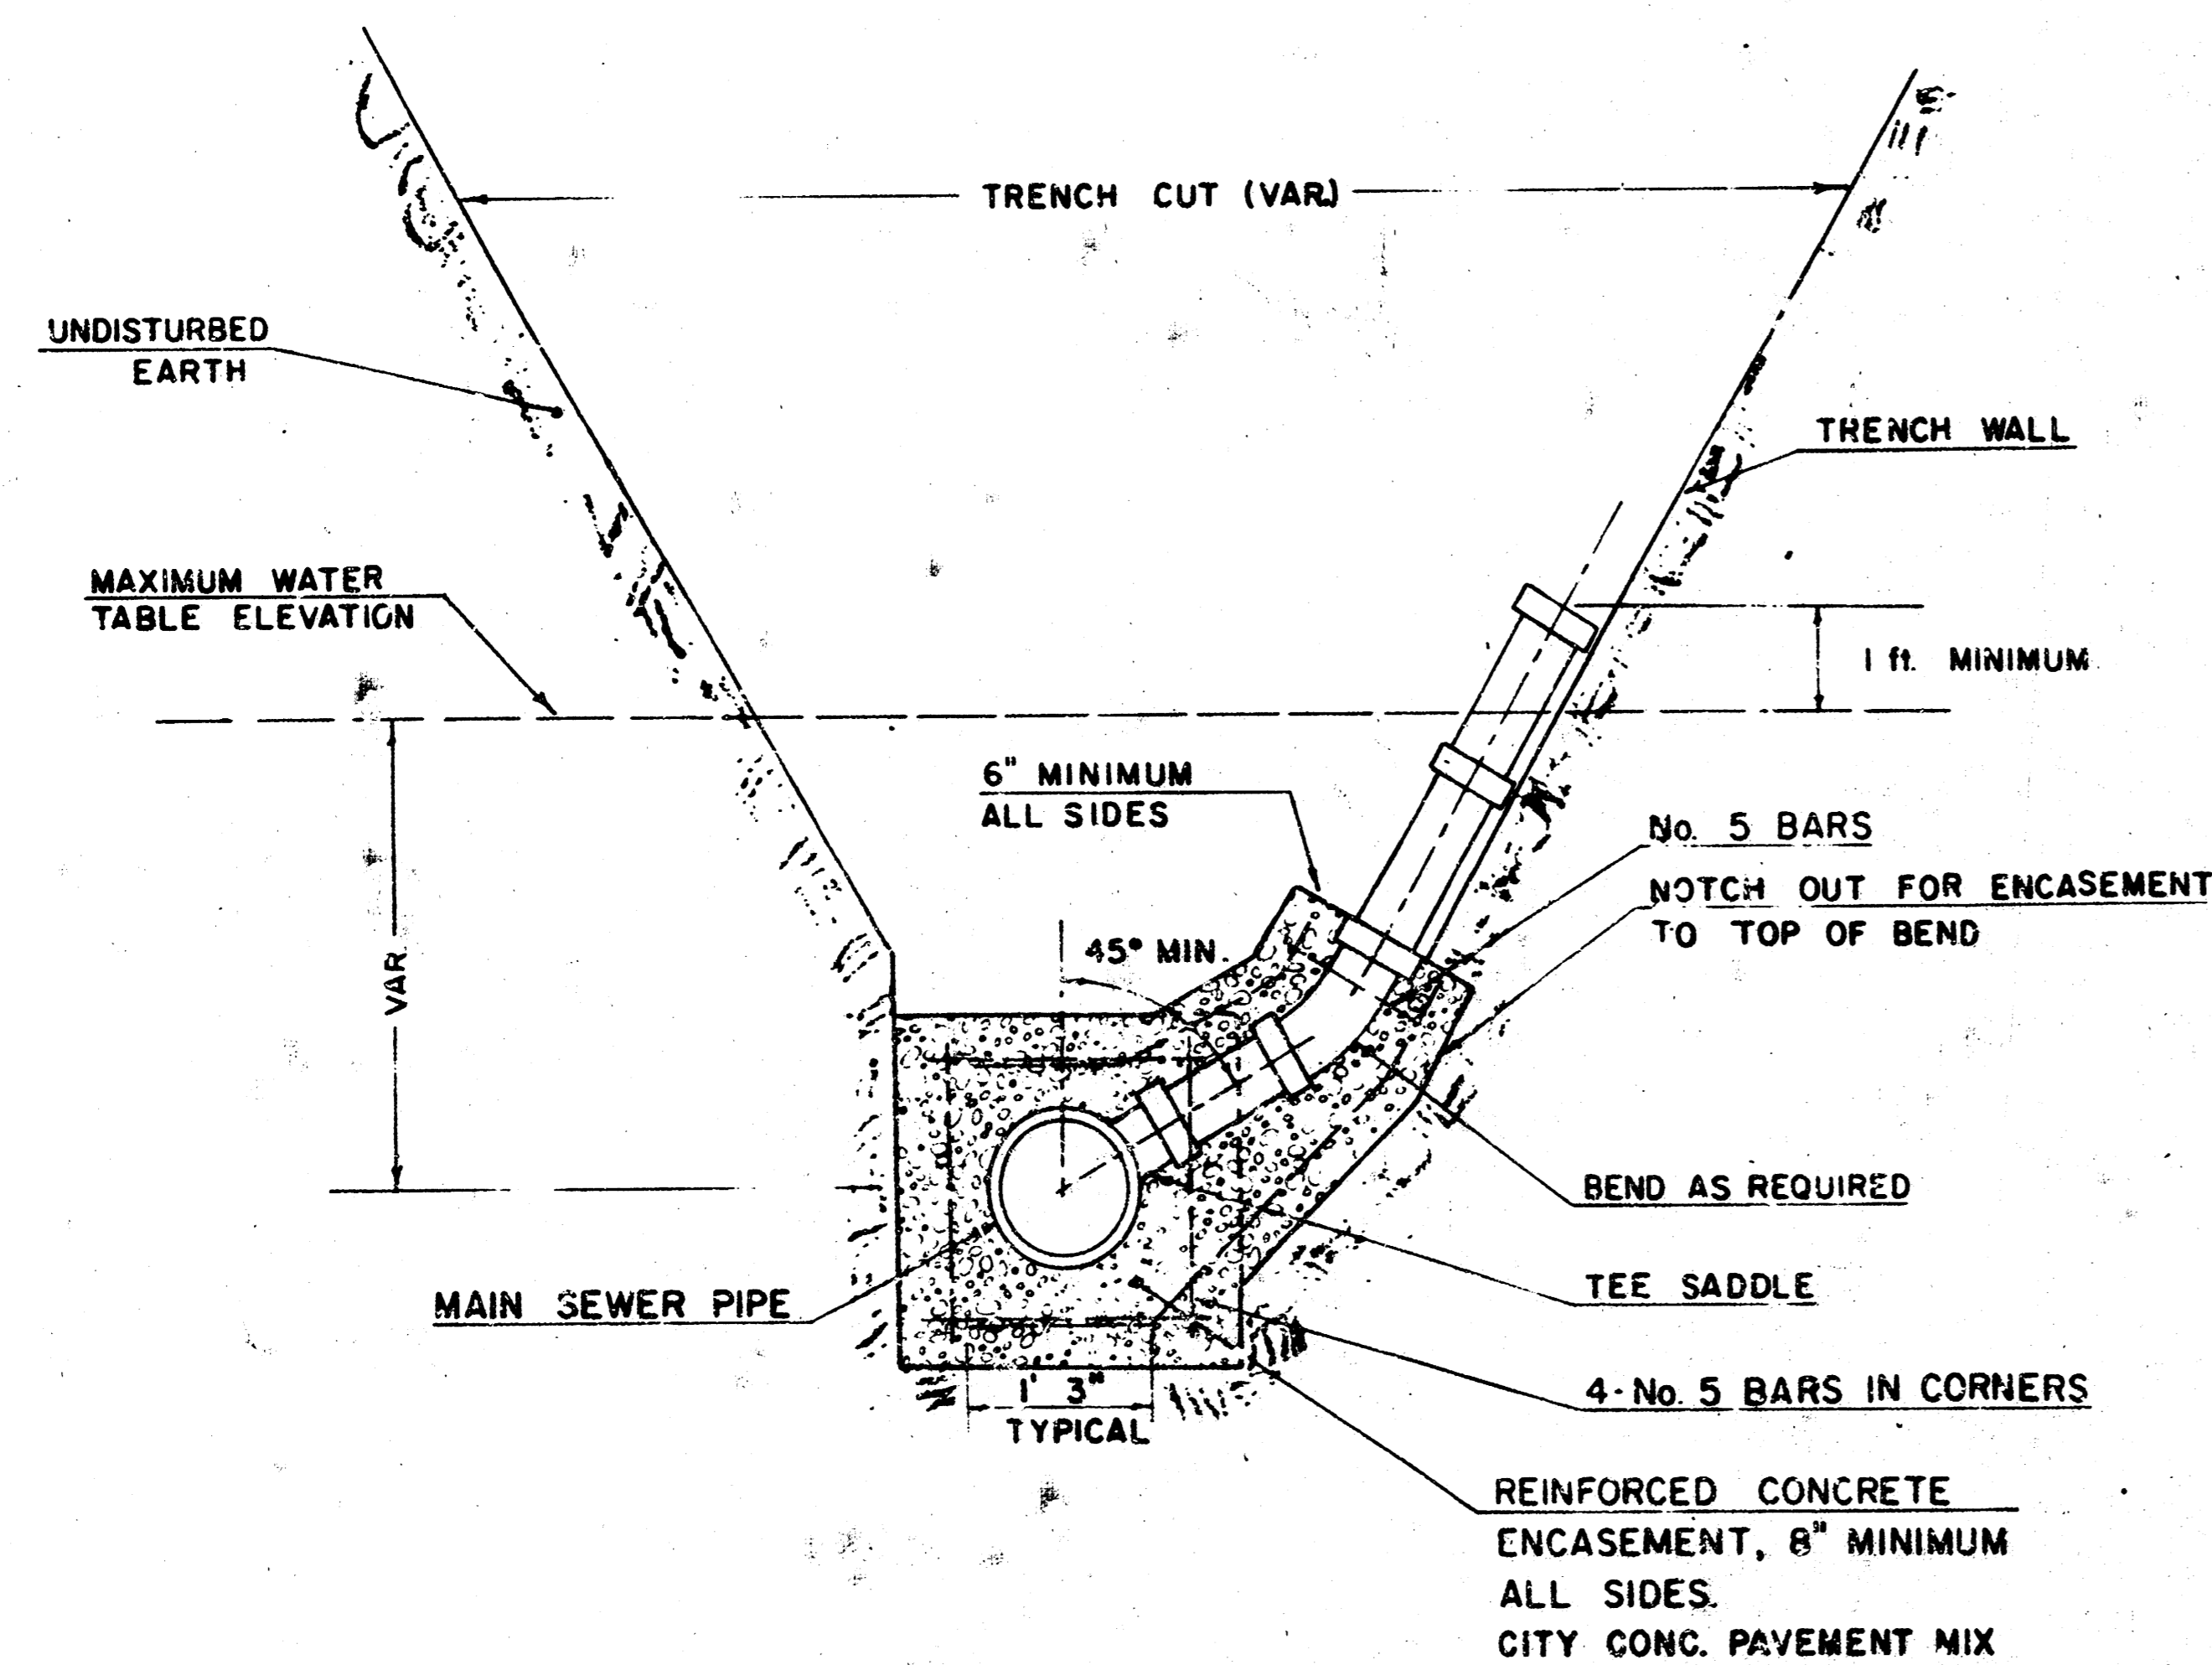 TRENCH CUT (VAR.)
UNDISTURBED
EARTH
TRENCH WALL
MAXIMUM WATER
TABLE ELEVATION
1 ft. MINIMUM
6" MINIMUM
ALL SIDES
No. 5 BARS
NOTCH OUT FOR ENCASEMENT
TO TOP OF BEND
45° MIN.
VAR.
BEND AS REQUIRED
TEE SADDLE
MAIN SEWER PIPE
4-No. 5 BARS IN CORNERS
1' 3"
TYPICAL
REINFORCED CONCRETE
ENCASEMENT, 8" MINIMUM
ALL SIDES.
CITY CONC. PAVEMENT MIX